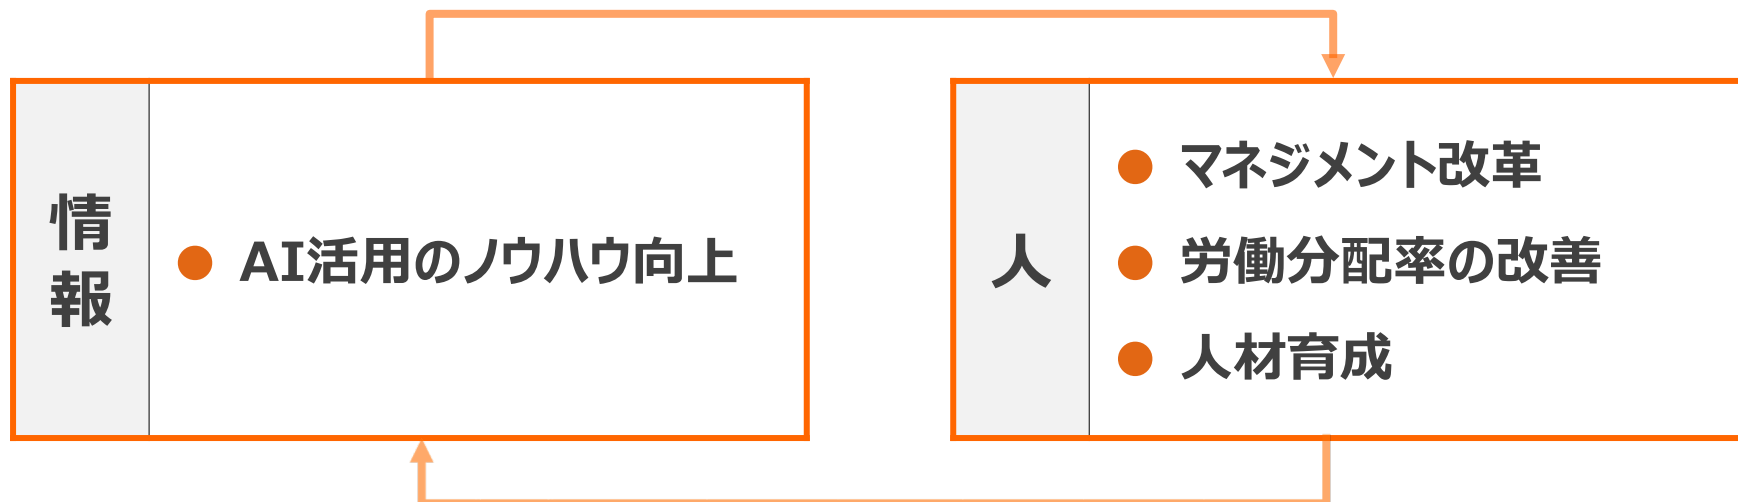 情報
● AI活用のノウハウ向上
人
● マネジメント改革
● 労働分配率の改善
● 人材育成